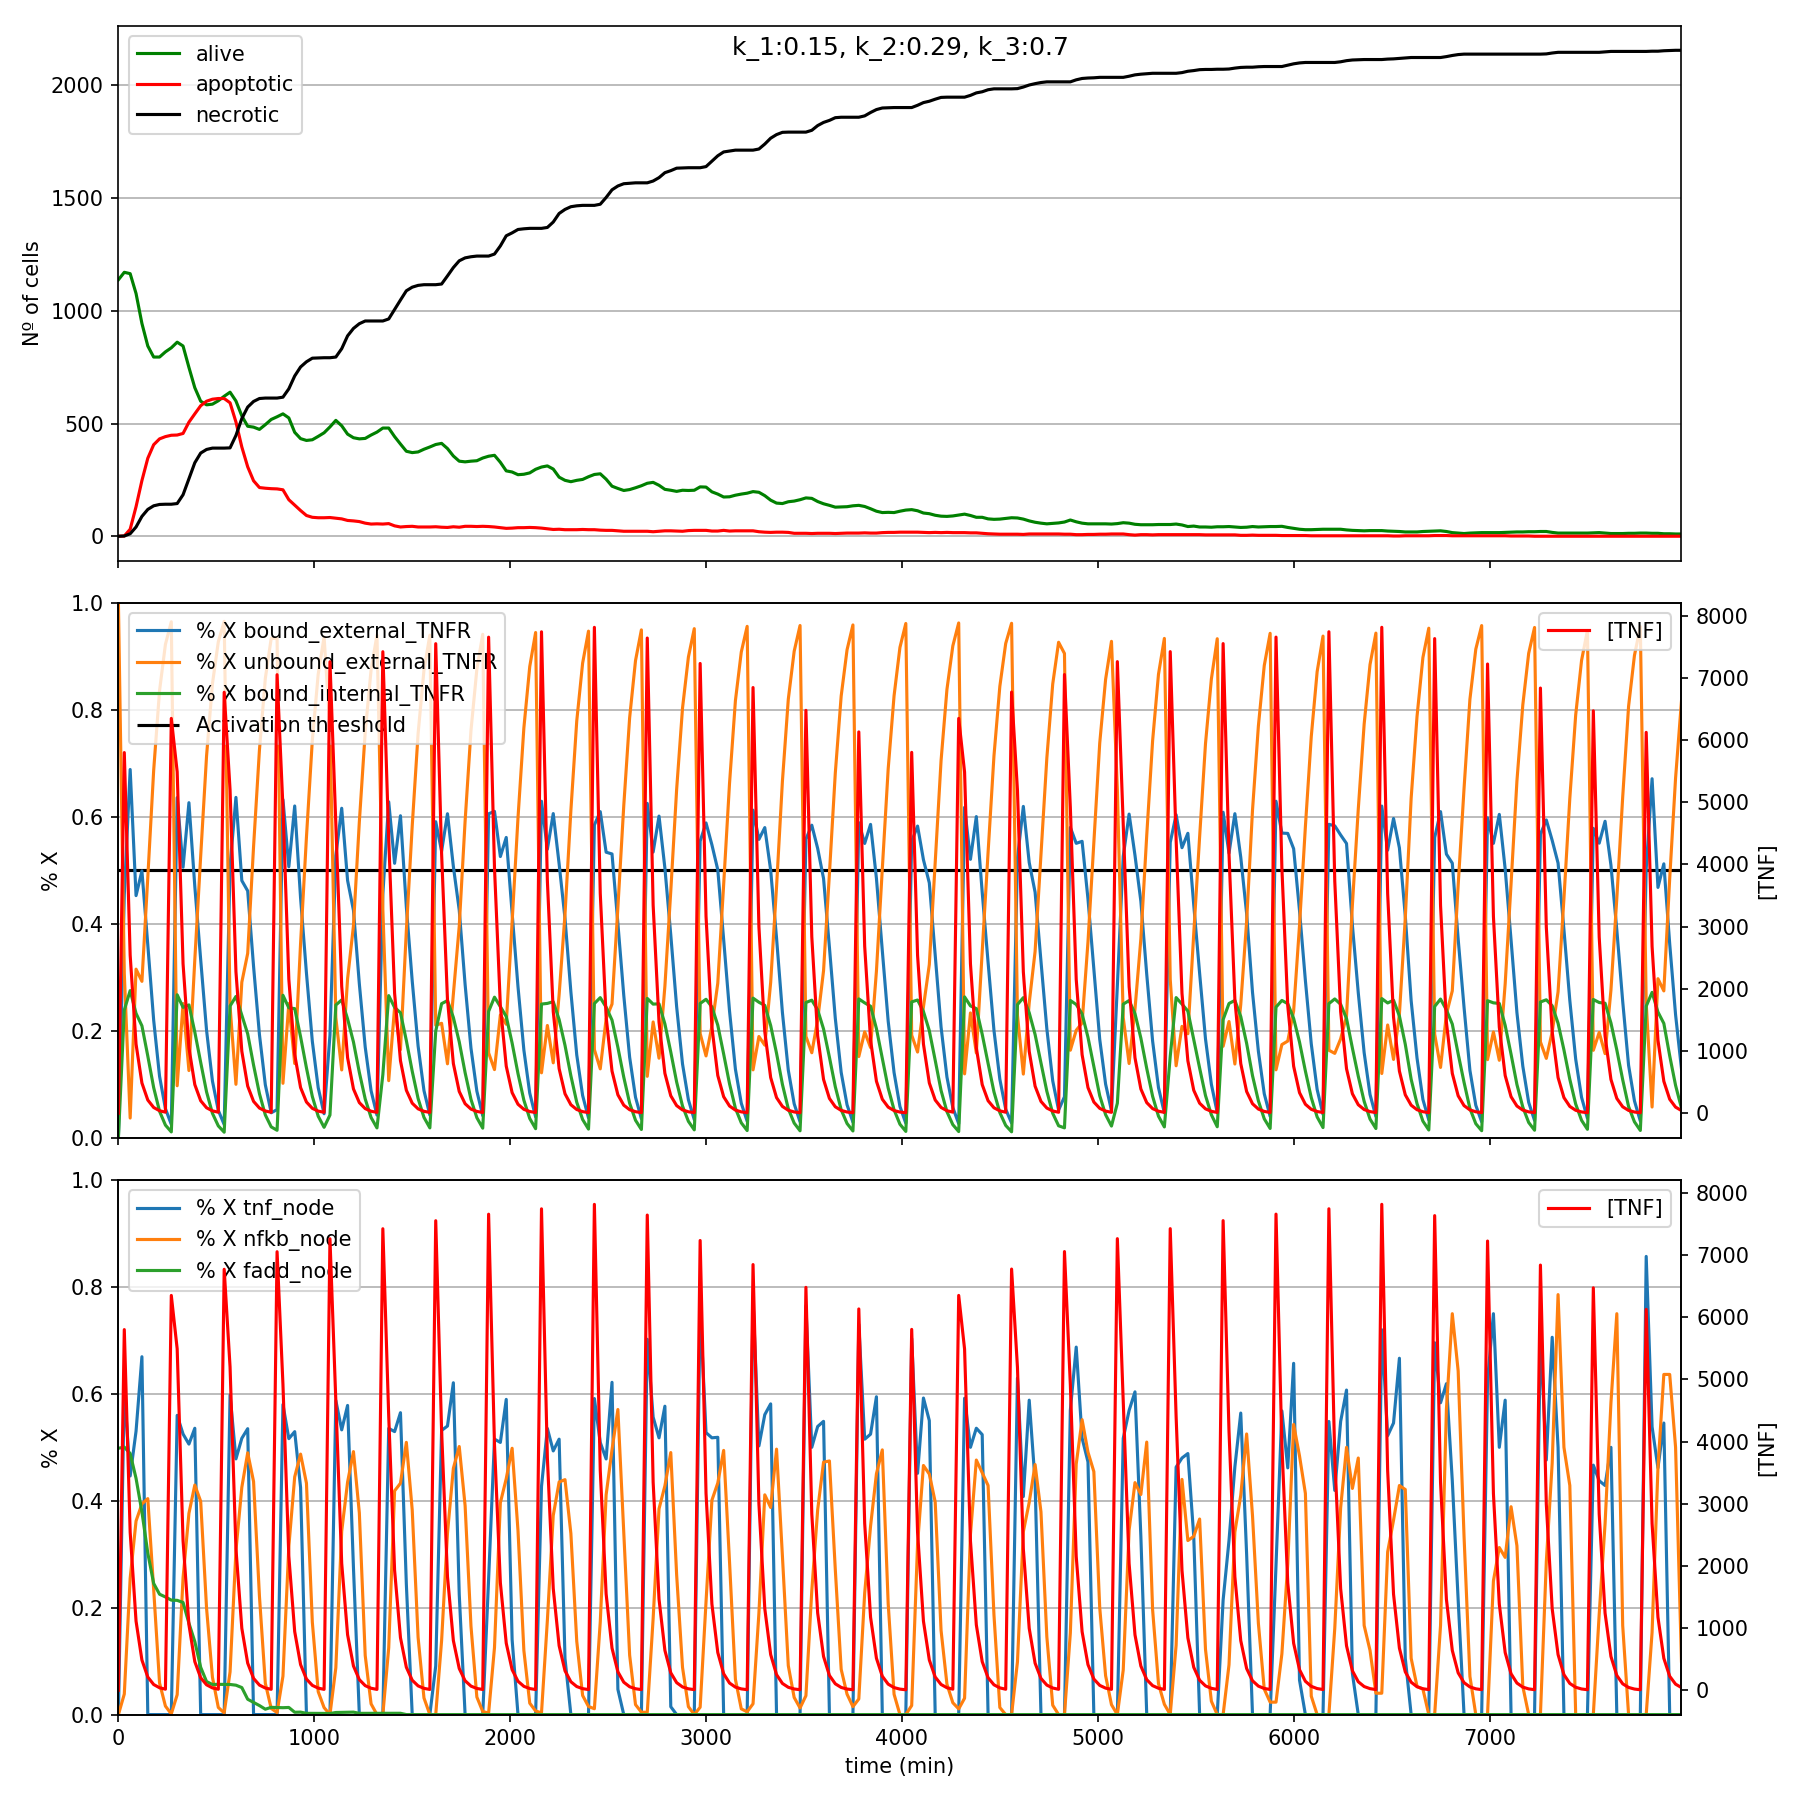 k_1:0.15, k_2:0.29, k_3:0.7
alive
apoptotic
necrotic
2000
1500
1000
500
0
Nº of cells
% X bound_external_TNFR
% X unbound_external_TNFR
% X bound_internal_TNFR
Activation threshold
[TNF]
1.0
0.8
0.6
0.4
0.2
0.0
% X
8000
7000
6000
5000
4000
3000
2000
1000
0
[TNF]
% X tnf_node
% X nfkb_node
% X fadd_node
[TNF]
1.0
0.8
0.6
0.4
0.2
0.0
% X
8000
7000
6000
5000
4000
3000
2000
1000
0
[TNF]
0 1000 2000 3000 4000 5000 6000 7000
time (min)